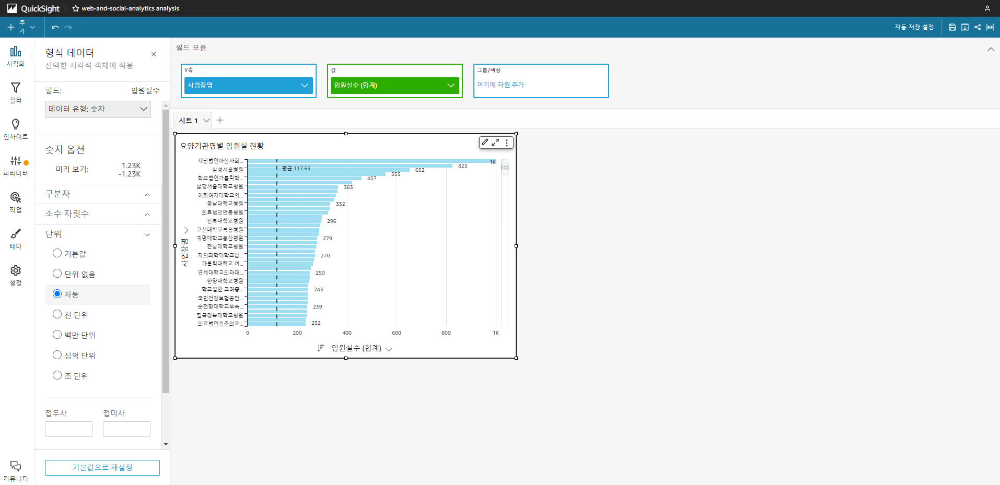 QuickSight
web-and-social-analytics analysis
추가
자동 저장 설정
시각화
필터
인사이트
파라미터
작업
테마
설정
커뮤니티
형식 데이터
선택한 시각적 객체에 적용
필드: 입원실수
데이터 유형: 숫자
숫자 옵션
미리 보기: 1.23K
-1.23K
구분자
소수 자릿수
단위
기본값
단위 없음
자동
천 단위
백만 단위
십억 단위
조 단위
접두사 접미사
기본값으로 재설정
필드 모음
Y축
사업장명
값
입원실수 (합계)
그룹/색상
여기에 차원 추가
시트 1
요양기관명별 입원실 현황
사업장명
재단법인아산사회... 1K
825
삼성서울병원 평균 117.63 652
555
학교법인가톨릭학... 457
분당서울대학교병원 363
이화여자대학교의...
충남대학교병원 332
의료법인안동병원
전북대학교병원 296
고신대학교복음병원
계명대학교동산병원 279
전남대학교병원
차의과학대학교분... 270
가톨릭대학교 여...
연세대학교의과대... 250
한양대학교병원
학교법인 고려중... 243
국민건강보험공단...
순천향대학교부속... 239
칠곡경북대학교병원
의료법인동춘의료... 232
0 200 400 600 800 1K
입원실수 (합계)